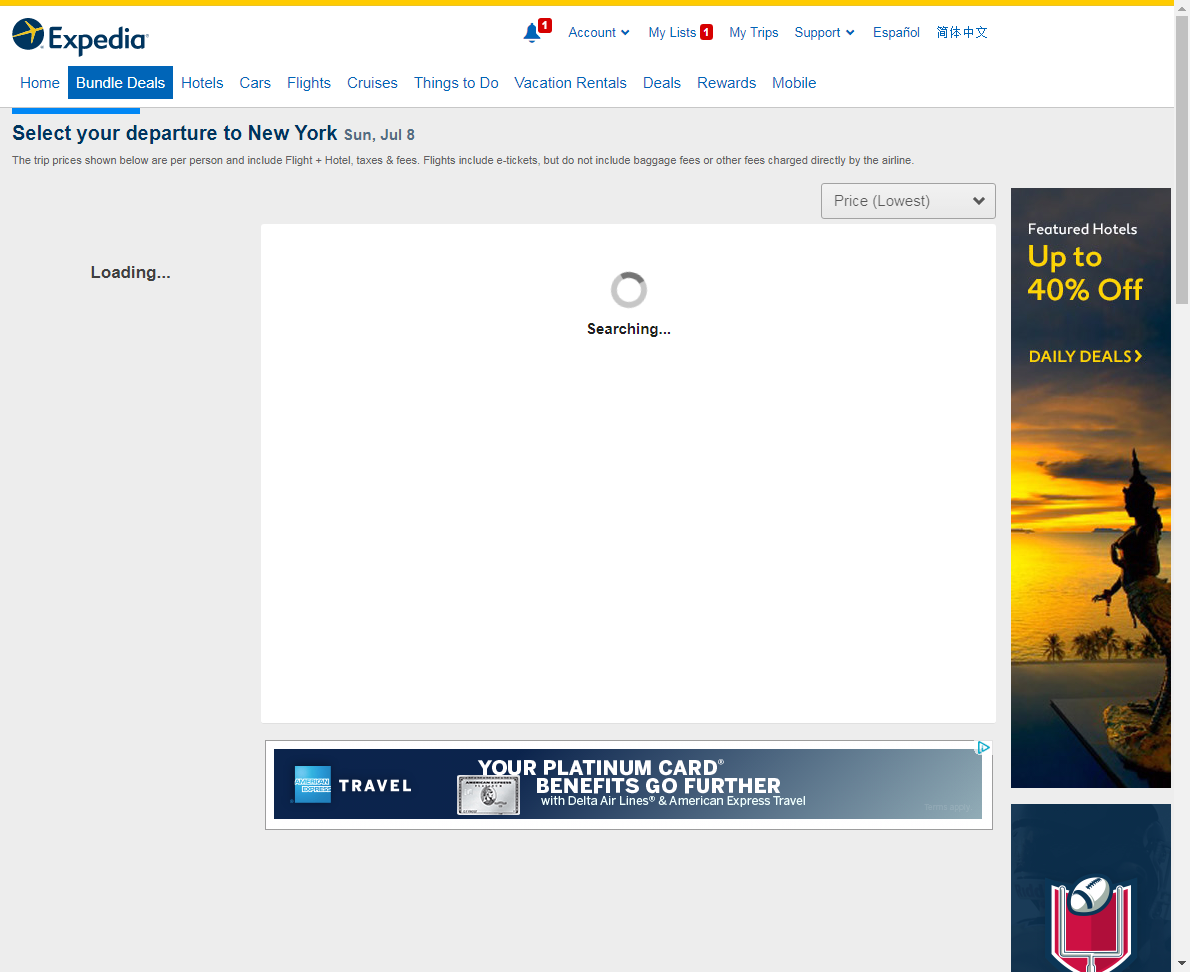 Expedia
1
Account
My Lists 1
My Trips
Support
Español
简体中文
Home
Bundle Deals
Hotels
Cars
Flights
Cruises
Things to Do
Vacation Rentals
Deals
Rewards
Mobile
Select your departure to New York Sun, Jul 8
The trip prices shown below are per person and include Flight + Hotel, taxes & fees. Flights include e-tickets, but do not include baggage fees or other fees charged directly by the airline.
Price (Lowest)
Loading...
Searching...
Featured Hotels
Up to
40% Off
DAILY DEALS
AMERICAN EXPRESS
TRAVEL
YOUR PLATINUM CARD®
BENEFITS GO FURTHER
with Delta Air Lines® & American Express Travel
AMERICAN EXPRESS
Terms apply.